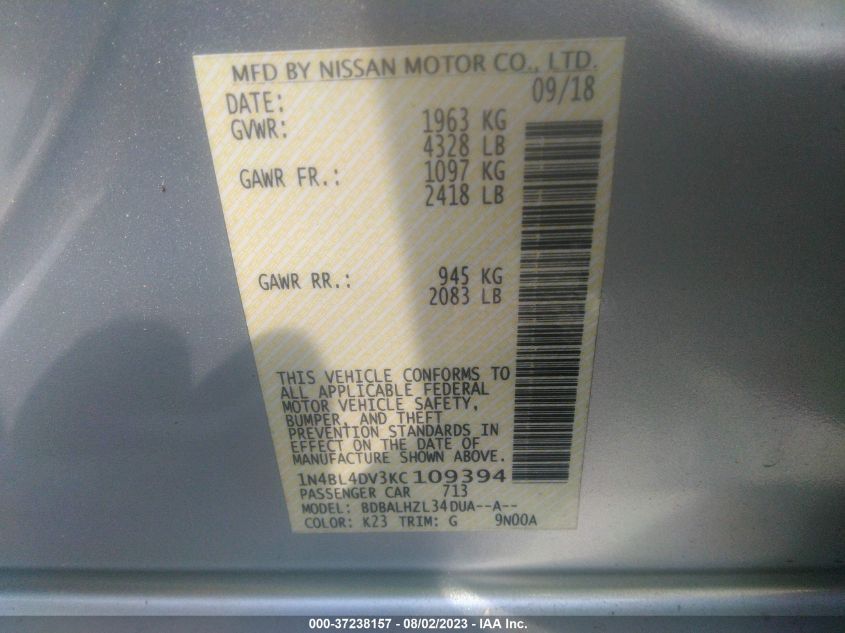 MFD BY NISSAN MOTOR CO., LTD.
DATE: 09/18
GVWR: 1963 KG
4328 LB
GAWR FR.: 1097 KG
2418 LB
GAWR RR.: 945 KG
2083 LB
THIS VEHICLE CONFORMS TO
ALL APPLICABLE FEDERAL
MOTOR VEHICLE SAFETY,
BUMPER, AND THEFT
PREVENTION STANDARDS IN
EFFECT ON THE DATE OF
MANUFACTURE SHOWN ABOVE.
1N4BL4DV3KC109394
PASSENGER CAR 713
MODEL: BDBALHZL34DUA--A--
COLOR: K23 TRIM: G 9N00A
000-37238157 — 08/02/2023 - IAA Inc.